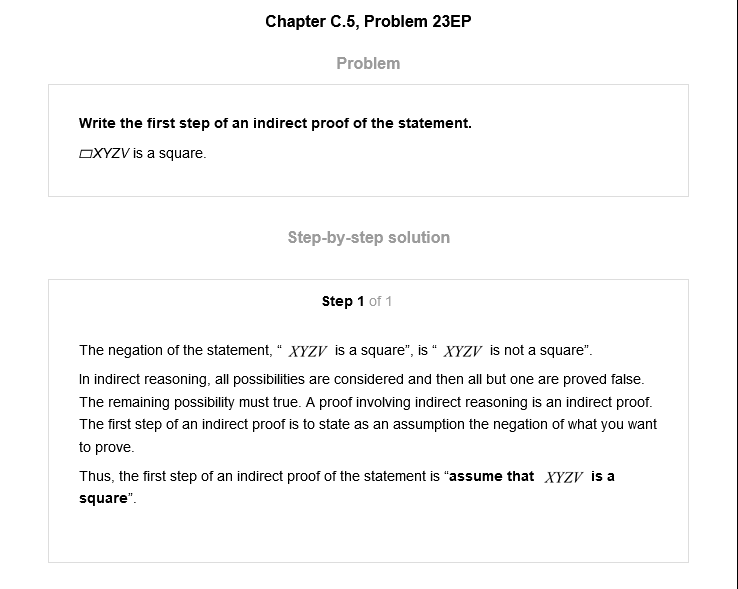 Chapter C.5, Problem 23EP
Problem
Write the first step of an indirect proof of the statement.
▱XYZV is a square.
Step-by-step solution
Step 1 of 1
The negation of the statement, “ XYZV is a square”, is “ XYZV is not a square”.
In indirect reasoning, all possibilities are considered and then all but one are proved false.
The remaining possibility must true. A proof involving indirect reasoning is an indirect proof.
The first step of an indirect proof is to state as an assumption the negation of what you want
to prove.
Thus, the first step of an indirect proof of the statement is “assume that XYZV is a
square”.